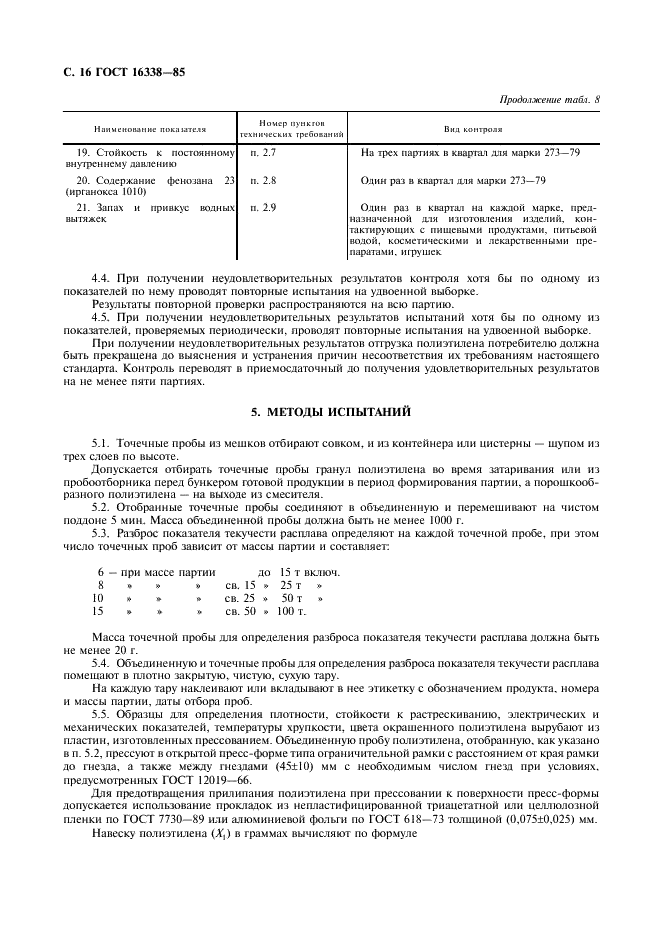 С. 16 ГОСТ 16338—85
Продолжение табл. 8
Наименование показателя
Номер пунктов
технических требований
Вид контроля
19. Стойкость к постоянному
внутреннему давлению
п. 2.7
На трех партиях в квартал для марки 273—79
20. Содержание фенозана 23
(ирганокса 1010)
п. 2.8
Один раз в квартал для марки 273—79
21. Запах и привкус водных
вытяжек
п. 2.9
Один раз в квартал на каждой марке, пред-
назначенной для изготовления изделий, кон-
тактирующих с пищевыми продуктами, питьевой
водой, косметическими и лекарственными пре-
паратами, игрушек
4.4. При получении неудовлетворительных результатов контроля хотя бы по одному из
показателей по нему проводят повторные испытания на удвоенной выборке.
Результаты повторной проверки распространяются на всю партию.
4.5. При получении неудовлетворительных результатов испытаний хотя бы по одному из
показателей, проверяемых периодически, проводят повторные испытания на удвоенной выборке.
При получении неудовлетворительных результатов отгрузка полиэтилена потребителю должна
быть прекращена до выяснения и устранения причин несоответствия их требованиям настоящего
стандарта. Контроль переводят в приемосдаточный до получения удовлетворительных результатов
на не менее пяти партиях.
5. МЕТОДЫ ИСПЫТАНИЙ
5.1. Точечные пробы из мешков отбирают совком, и из контейнера или цистерны — щупом из
трех слоев по высоте.
Допускается отбирать точечные пробы гранул полиэтилена во время затаривания или из
пробоотборника перед бункером готовой продукции в период формирования партии, а порошкооб-
разного полиэтилена — на выходе из смесителя.
5.2. Отобранные точечные пробы соединяют в объединенную и перемешивают на чистом
поддоне 5 мин. Масса объединенной пробы должна быть не менее 1000 г.
5.3. Разброс показателя текучести расплава определяют на каждой точечной пробе, при этом
число точечных проб зависит от массы партии и составляет:
6 — при массе партии до 15 т включ.
8 » » » св. 15 » 25 т »
10 » » » св. 25 » 50 т »
15 » » » св. 50 » 100 т.
Масса точечной пробы для определения разброса показателя текучести расплава должна быть
не менее 20 г.
5.4. Объединенную и точечные пробы для определения разброса показателя текучести расплава
помещают в плотно закрытую, чистую, сухую тару.
На каждую тару наклеивают или вкладывают в нее этикетку с обозначением продукта, номера
и массы партии, даты отбора проб.
5.5. Образцы для определения плотности, стойкости к растрескиванию, электрических и
механических показателей, температуры хрупкости, цвета окрашенного полиэтилена вырубают из
пластин, изготовленных прессованием. Объединенную пробу полиэтилена, отобранную, как указано
в п. 5.2, прессуют в открытой пресс-форме типа ограничительной рамки с расстоянием от края рамки
до гнезда, а также между гнездами (45±10) мм с необходимым числом гнезд при условиях,
предусмотренных ГОСТ 12019—66.
Для предотвращения прилипания полиэтилена при прессовании к поверхности пресс-формы
допускается использование прокладок из непластифицированной триацетатной или целлюлозной
пленки по ГОСТ 7730—89 или алюминиевой фольги по ГОСТ 618—73 толщиной (0,075±0,025) мм.
Навеску полиэтилена (X₁) в граммах вычисляют по формуле